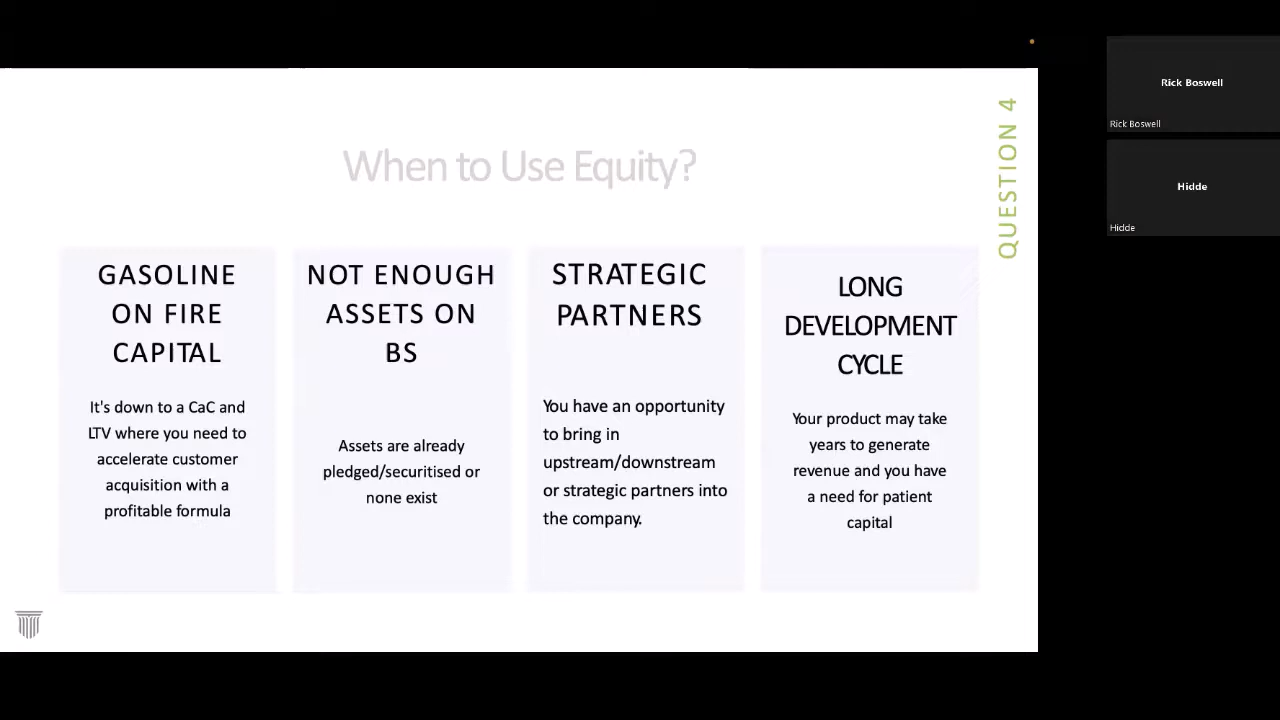 When to Use Equity?
QUESTION 4
GASOLINE
ON FIRE
CAPITAL
It's down to a CaC and
LTV where you need to
accelerate customer
acquisition with a
profitable formula
NOT ENOUGH
ASSETS ON
BS
Assets are already
pledged/securitised or
none exist
STRATEGIC
PARTNERS
You have an opportunity
to bring in
upstream/downstream
or strategic partners into
the company.
LONG
DEVELOPMENT
CYCLE
Your product may take
years to generate
revenue and you have
a need for patient
capital
Rick Boswell
Rick Boswell
Hidde
Hidde